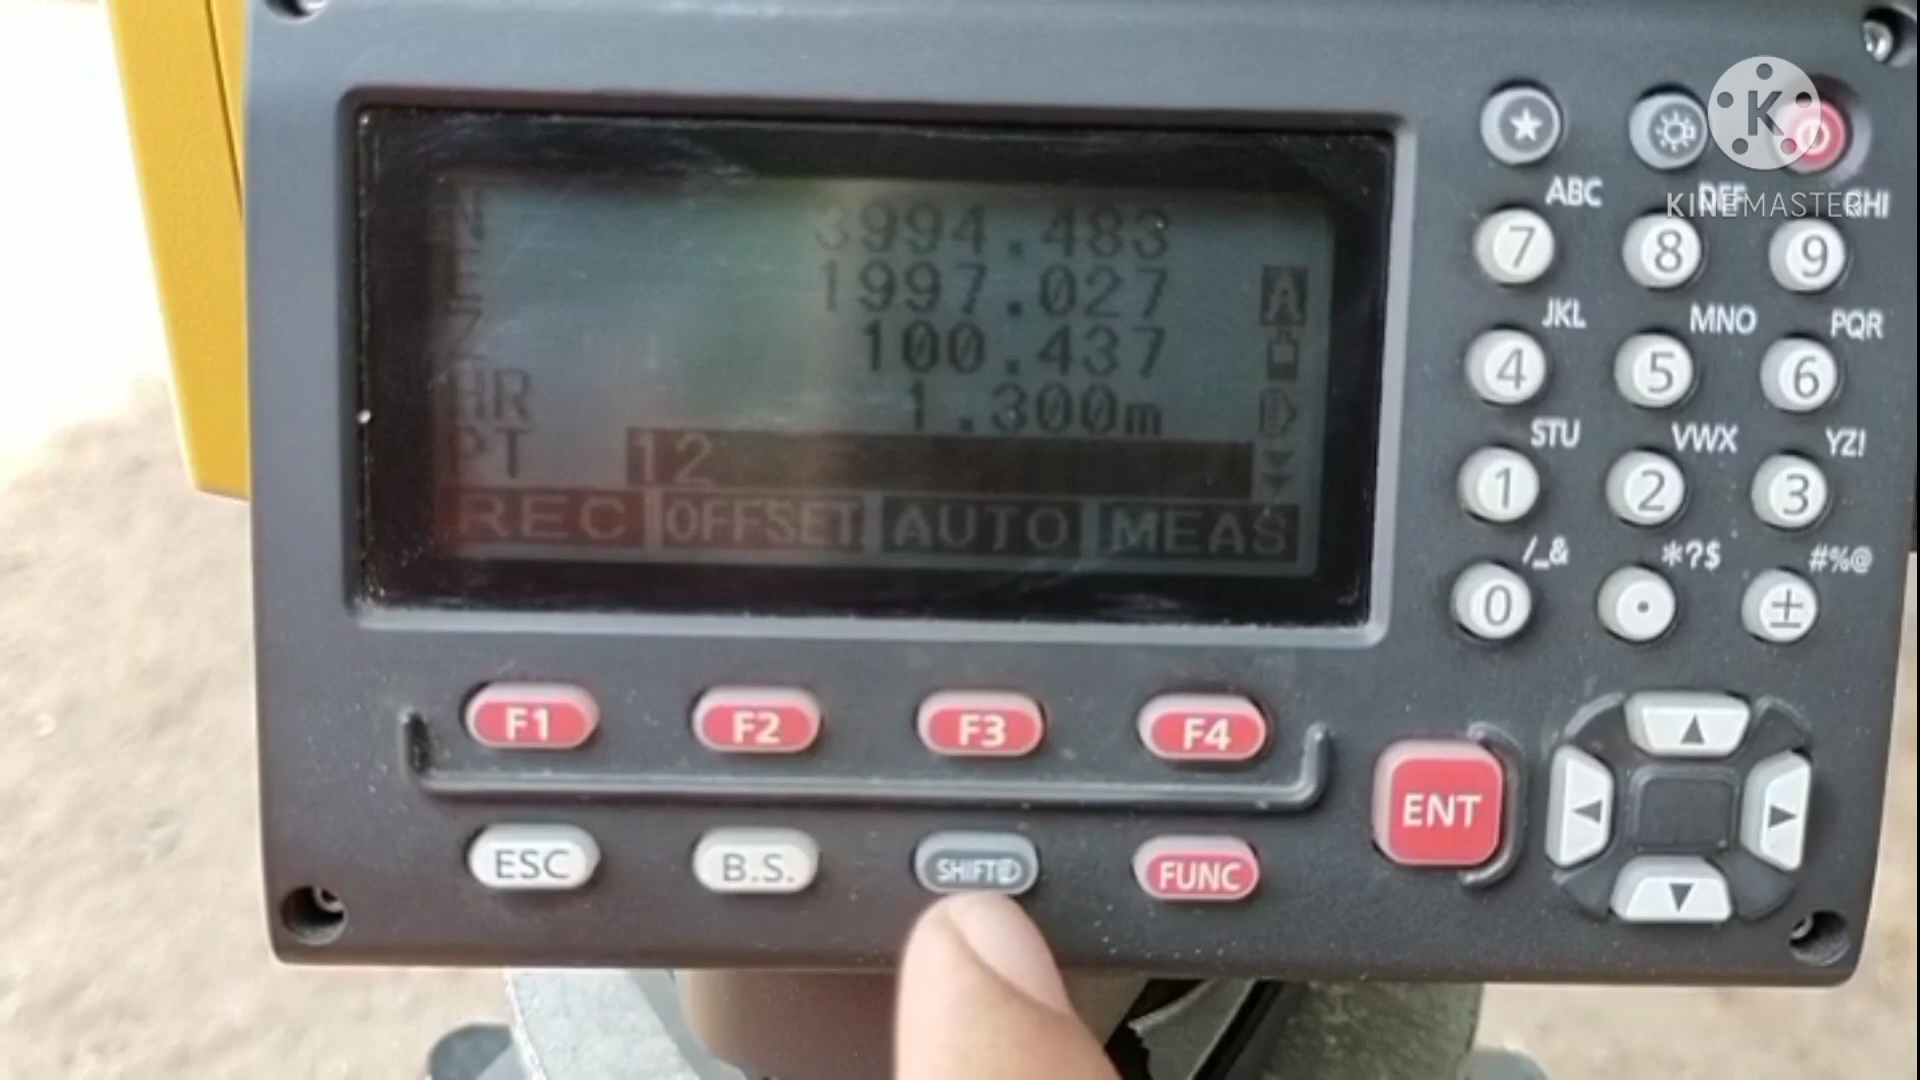 N 3994.483
E 1997.027
Z 100.437
HR 1.300m
PT 12
REC OFFSET AUTO MEAS
A
K
KINEMASTER
ABC DEF GHI
7 8 9
JKL MNO PQR
4 5 6
STU VWX YZ!
1 2 3
/_& *?$ #%@
0 . ±
F1 F2 F3 F4
ESC B.S. SHIFT FUNC
ENT